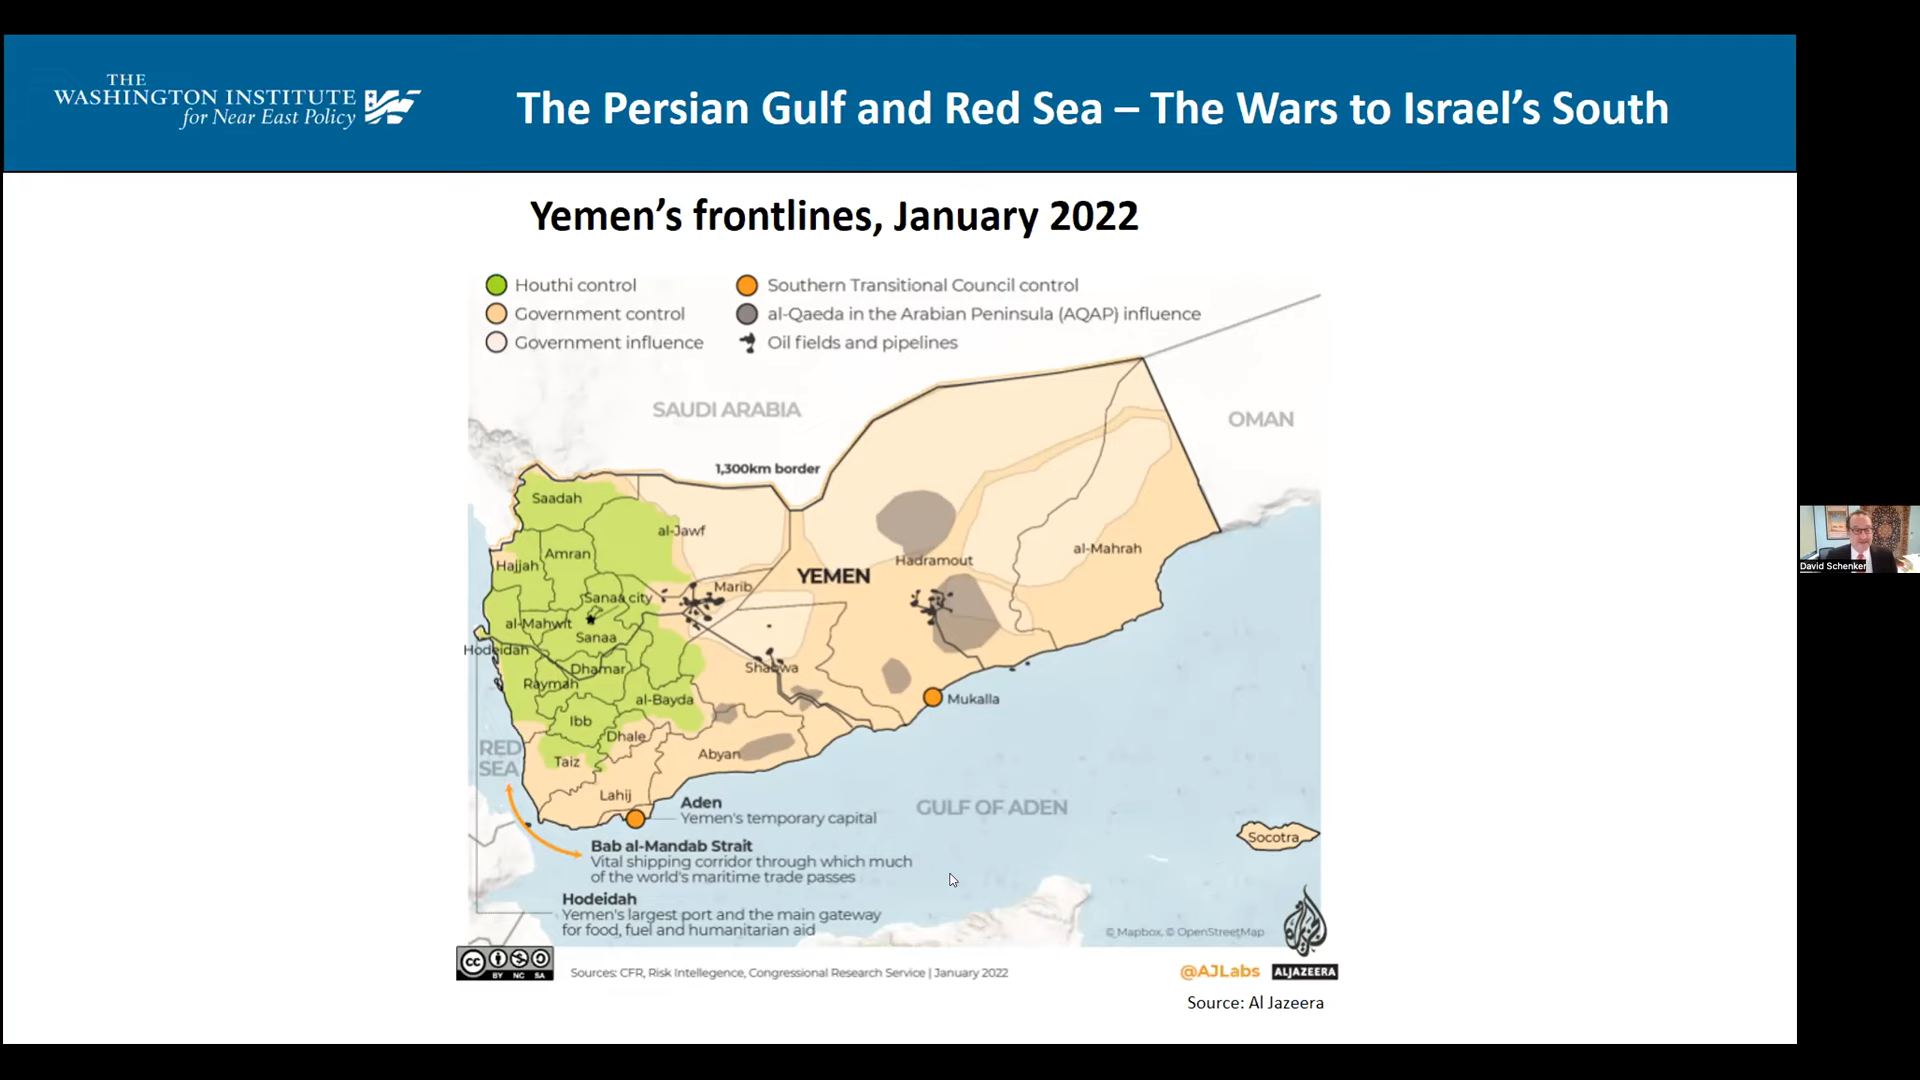 THE
WASHINGTON INSTITUTE
for Near East Policy
The Persian Gulf and Red Sea – The Wars to Israel's South
Yemen's frontlines, January 2022
Houthi control
Southern Transitional Council control
Government control
al-Qaeda in the Arabian Peninsula (AQAP) influence
Government influence
Oil fields and pipelines
SAUDI ARABIA
OMAN
1,300km border
Saadah
al-Jawf
Amran
Hajjah
al-Mahrah
Hadramout
YEMEN
Marib
Sanaa city
al-Mahwit
Sanaa
Hodeidah
Dhamar
Shabwa
Raymah
al-Bayda
Mukalla
Ibb
Dhale
RED
SEA
Abyan
Taiz
Lahij
Aden
Yemen's temporary capital
GULF OF ADEN
Socotra
Bab al-Mandab Strait
Vital shipping corridor through which much
of the world's maritime trade passes
Hodeidah
Yemen's largest port and the main gateway
for food, fuel and humanitarian aid
© Mapbox, © OpenStreetMap
CC BY NC SA
Sources: CFR, Risk Intellegence, Congressional Research Service | January 2022
@AJLabs ALJAZEERA
Source: Al Jazeera
David Schenker